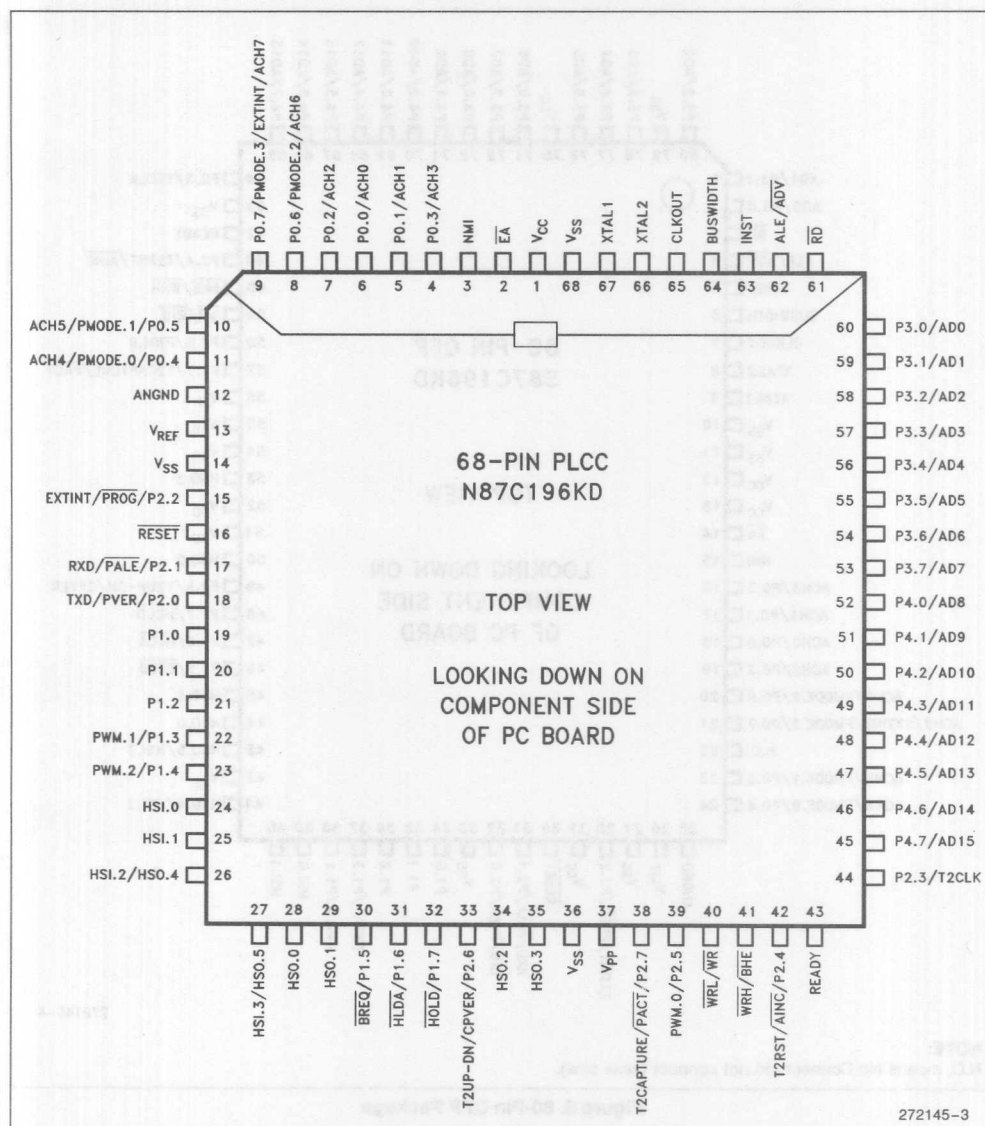 P0.7/PMODE.3/EXTINT/ACH7
P0.6/PMODE.2/ACH6
P0.2/ACH2
P0.0/ACH0
P0.1/ACH1
P0.3/ACH3
NMI
EA
VCC
VSS
XTAL1
XTAL2
CLKOUT
BUSWIDTH
INST
ALE/ADV
RD
9 8 7 6 5 4 3 2 1 68 67 66 65 64 63 62 61
ACH5/PMODE.1/P0.5 10
ACH4/PMODE.0/P0.4 11
ANGND 12
VREF 13
VSS 14
EXTINT/PROG/P2.2 15
RESET 16
RXD/PALE/P2.1 17
TXD/PVER/P2.0 18
P1.0 19
P1.1 20
P1.2 21
PWM.1/P1.3 22
PWM.2/P1.4 23
HSI.0 24
HSI.1 25
HSI.2/HSO.4 26
68-PIN PLCC
N87C196KD
TOP VIEW
LOOKING DOWN ON
COMPONENT SIDE
OF PC BOARD
60 P3.0/AD0
59 P3.1/AD1
58 P3.2/AD2
57 P3.3/AD3
56 P3.4/AD4
55 P3.5/AD5
54 P3.6/AD6
53 P3.7/AD7
52 P4.0/AD8
51 P4.1/AD9
50 P4.2/AD10
49 P4.3/AD11
48 P4.4/AD12
47 P4.5/AD13
46 P4.6/AD14
45 P4.7/AD15
44 P2.3/T2CLK
27 28 29 30 31 32 33 34 35 36 37 38 39 40 41 42 43
HSI.3/HSO.5
HSO.0
HSO.1
BREQ/P1.5
HLDA/P1.6
HOLD/P1.7
T2UP-DN/CPVER/P2.6
HSO.2
HSO.3
VSS
VPP
T2CAPTURE/PACT/P2.7
PWM.0/P2.5
WRL/WR
WRH/BHE
T2RST/AINC/P2.4
READY
272145-3